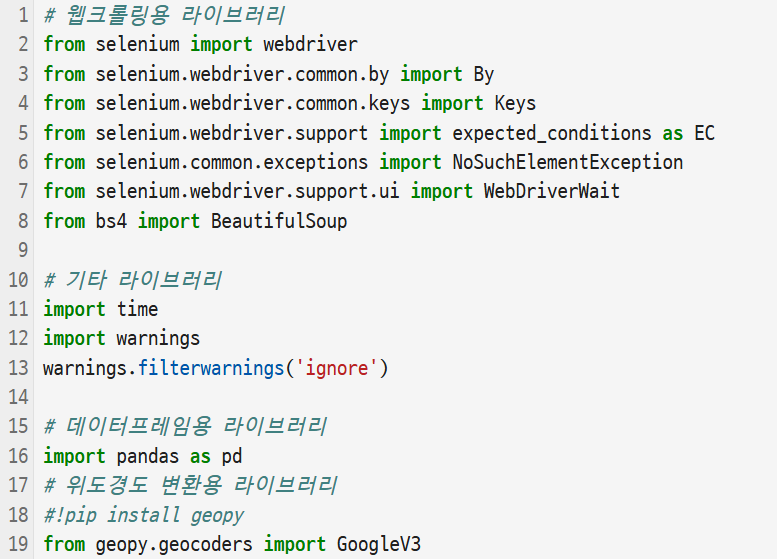 1 # 웹크롤링용 라이브러리
2 from selenium import webdriver
3 from selenium.webdriver.common.by import By
4 from selenium.webdriver.common.keys import Keys
5 from selenium.webdriver.support import expected_conditions as EC
6 from selenium.common.exceptions import NoSuchElementException
7 from selenium.webdriver.support.ui import WebDriverWait
8 from bs4 import BeautifulSoup
9
10 # 기타 라이브러리
11 import time
12 import warnings
13 warnings.filterwarnings('ignore')
14
15 # 데이터프레임용 라이브러리
16 import pandas as pd
17 # 위도경도 변환용 라이브러리
18 #!pip install geopy
19 from geopy.geocoders import GoogleV3